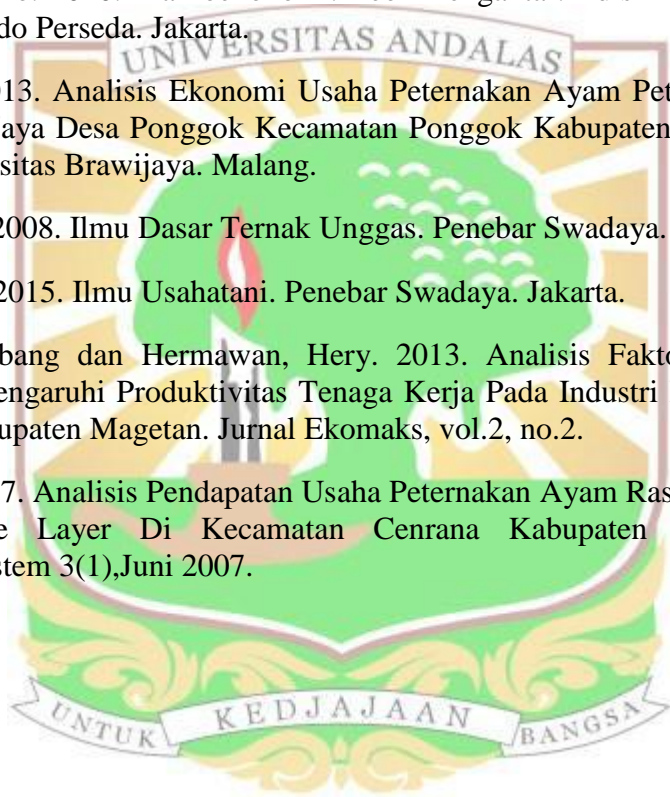 do Perseda. Jakarta.
UNIVERSITAS ANDALAS
013. Analisis Ekonomi Usaha Peternakan Ayam Pet
aya Desa Ponggok Kecamatan Ponggok Kabupaten
sitas Brawijaya. Malang.
2008. Ilmu Dasar Ternak Unggas. Penebar Swadaya.
2015. Ilmu Usahatani. Penebar Swadaya. Jakarta.
bang dan Hermawan, Hery. 2013. Analisis Fakto
engaruhi Produktivitas Tenaga Kerja Pada Industri
upaten Magetan. Jurnal Ekomaks, vol.2, no.2.
7. Analisis Pendapatan Usaha Peternakan Ayam Ras
e Layer Di Kecamatan Cenrana Kabupaten
stem 3(1),Juni 2007.
UNTUK KEDJAJAAN BANGSA